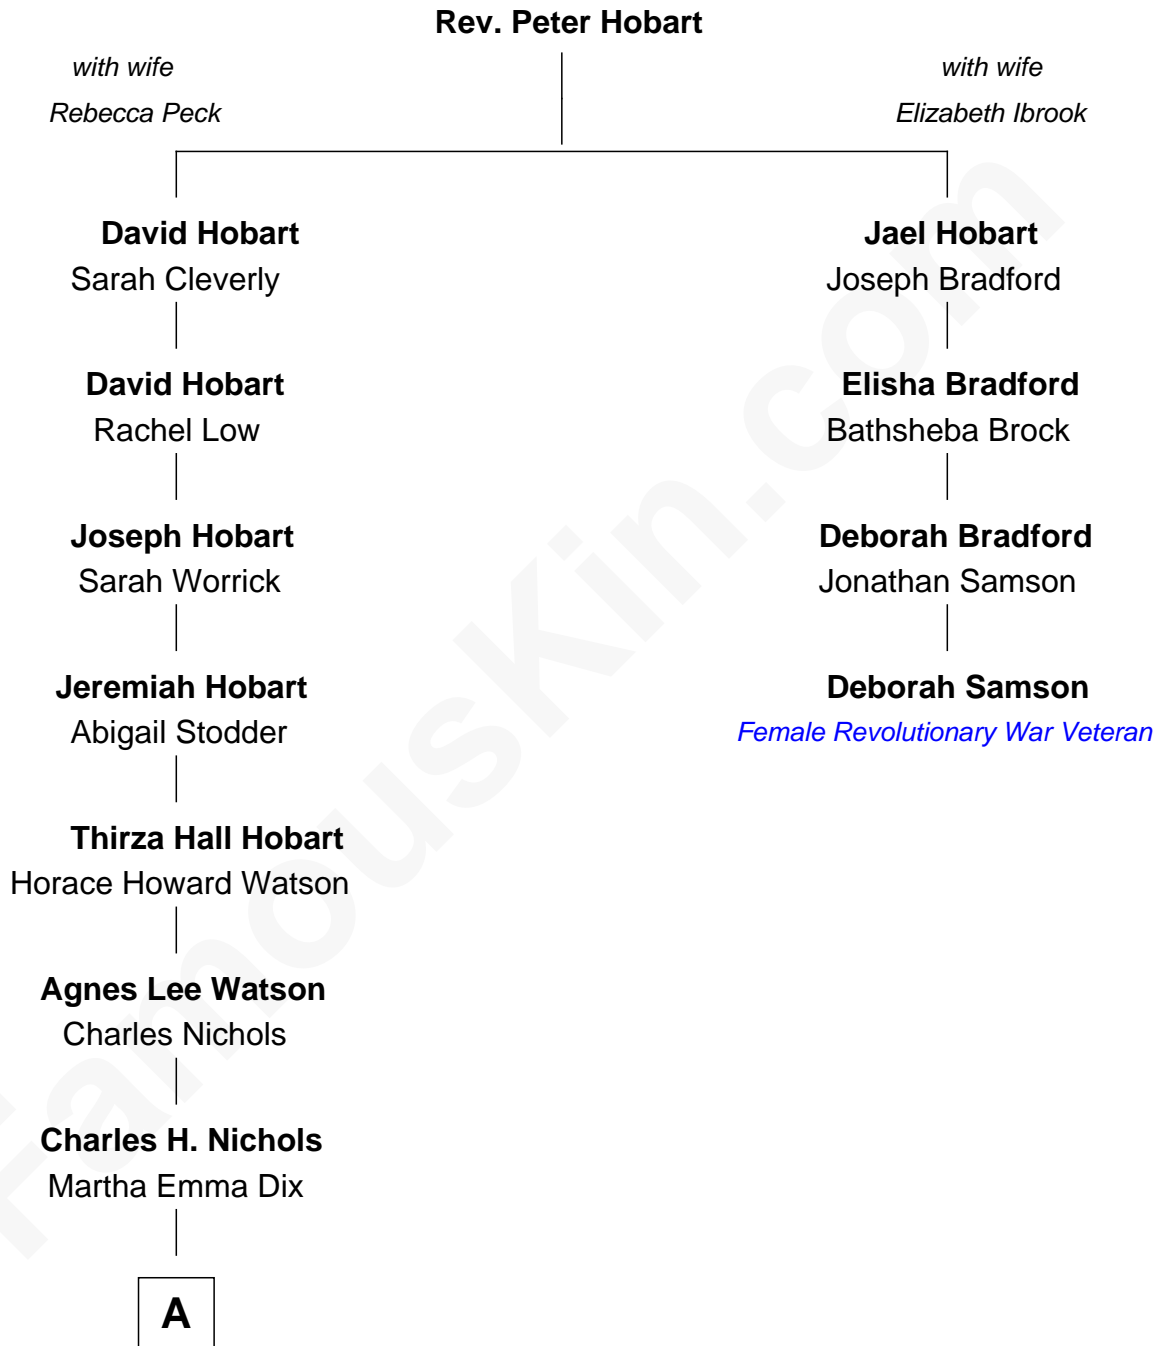 Rev. Peter Hobart
with wife
Rebecca Peck
with wife
Elizabeth Ibrook
David Hobart
Sarah Cleverly
Jael Hobart
Joseph Bradford
David Hobart
Rachel Low
Elisha Bradford
Bathsheba Brock
Joseph Hobart
Sarah Worrick
Deborah Bradford
Jonathan Samson
Jeremiah Hobart
Abigail Stodder
Deborah Samson
Female Revolutionary War Veteran
Thirza Hall Hobart
Horace Howard Watson
Agnes Lee Watson
Charles Nichols
Charles H. Nichols
Martha Emma Dix
A
FamousKin.com